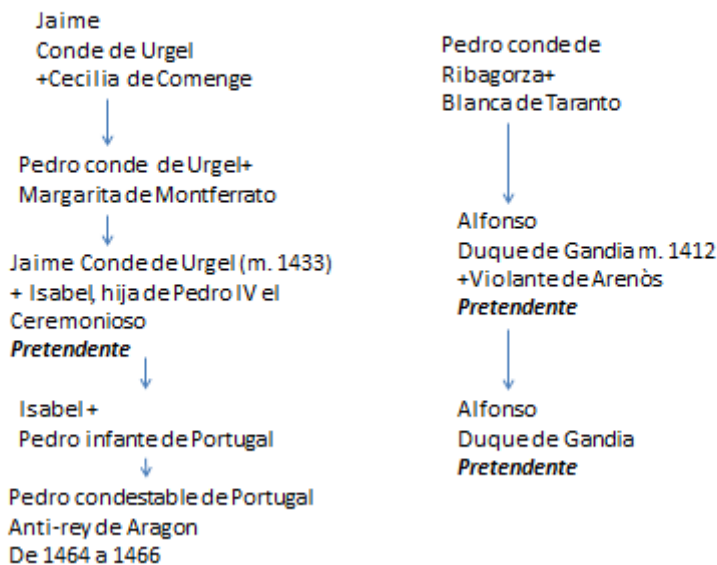 Jaime
Conde de Urgel
+Cecilia de Comenge
Pedro conde de Urgel+
Margarita de Montferrato
Jaime Conde de Urgel (m. 1433)
+ Isabel, hija de Pedro IV el
Ceremonioso
Pretendente
Isabel +
Pedro infante de Portugal
Pedro condestable de Portugal
Anti-rey de Aragon
De 1464 a 1466
Pedro conde de
Ribagorza+
Blanca de Taranto
Alfonso
Duque de Gandia m. 1412
+Violante de Arenòs
Pretendente
Alfonso
Duque de Gandia
Pretendente